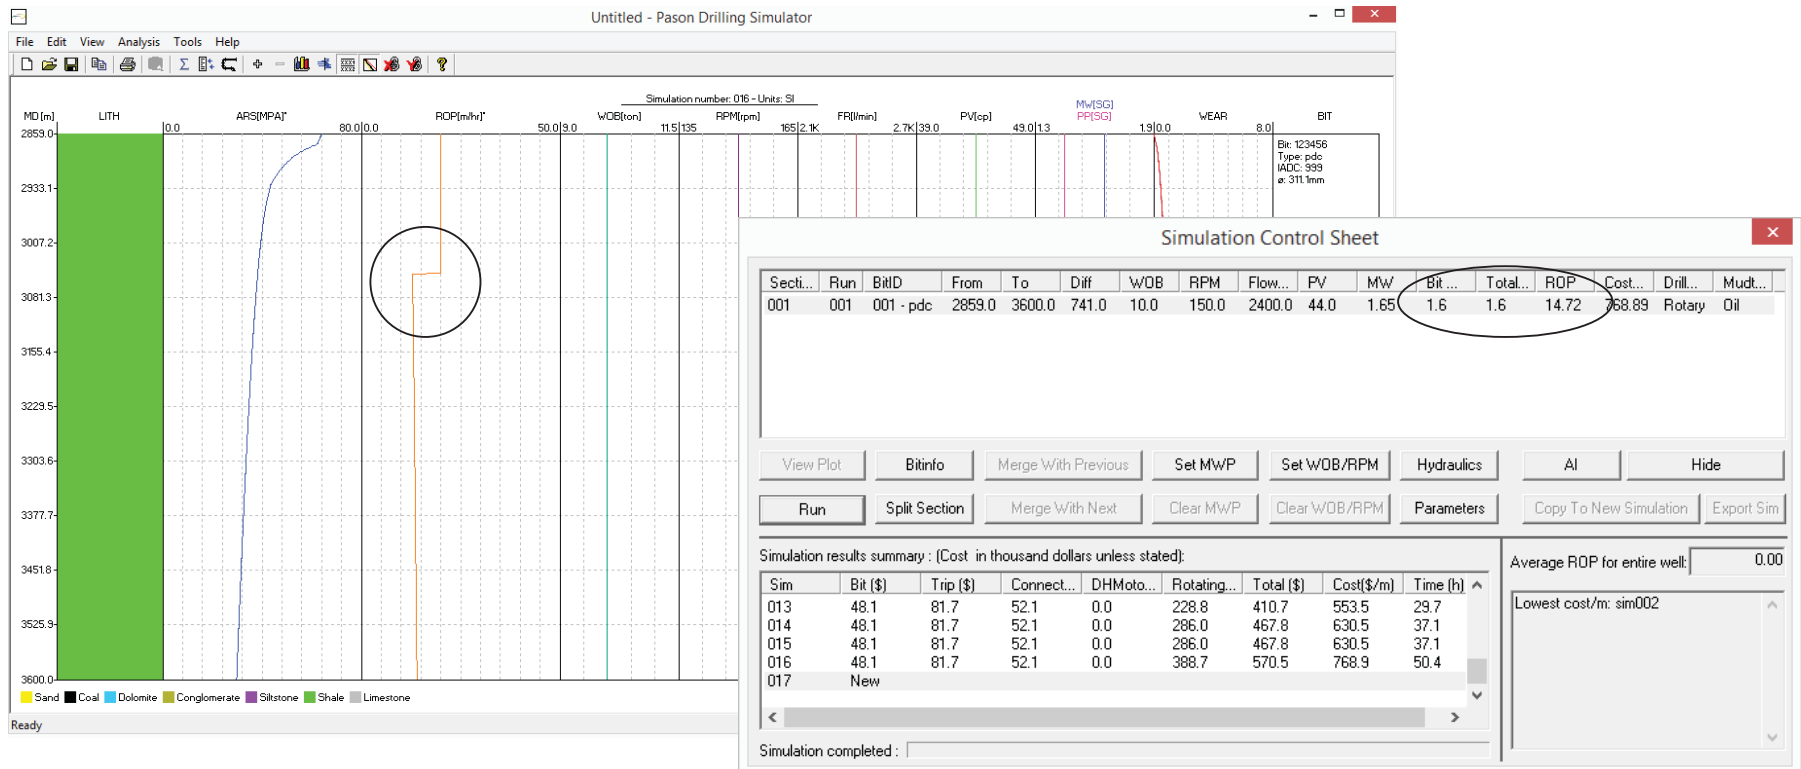 Untitled - Pason Drilling Simulator
File Edit View Analysis Tools Help
Simulation number: 016 - Units: SI
MD [m] LITH ARS[MPA]" ROP[m/hr]" WOB[ton] RPM[rpm] FR[l/min] PV[cp] MW[SG] WEAR BIT
PP[SG]
0.0 80.0 0.0 50.0 9.0 11.5 135 165 2.1K 2.7K 39.0 49.0 1.3 1.9 0.0 8.0
2859.0
2933.1
3007.2
3081.3
3155.4
3229.5
3303.6
3377.7
3451.8
3525.9
3600.0
Bit: 123456
Type: pdc
IADC: 999
ø: 311.1mm
Sand Coal Dolomite Conglomerate Siltstone Shale Limestone
Ready
Simulation Control Sheet
Secti... Run BitID From To Diff WOB RPM Flow... PV MW Bit ... Total... ROP Cost... Drill... Mudt...
001 001 001 - pdc 2859.0 3600.0 741.0 10.0 150.0 2400.0 44.0 1.65 1.6 1.6 14.72 768.89 Rotary Oil
View Plot Bitinfo Merge With Previous Set MWP Set WOB/RPM Hydraulics AI Hide
Run Split Section Merge With Next Clear MWP Clear WOB/RPM Parameters Copy To New Simulation Export Sim
Simulation results summary : (Cost in thousand dollars unless stated):
Sim Bit ($) Trip ($) Connect... DHMoto... Rotating... Total ($) Cost($/m) Time (h)
013 48.1 81.7 52.1 0.0 228.8 410.7 553.5 29.7
014 48.1 81.7 52.1 0.0 286.0 467.8 630.5 37.1
015 48.1 81.7 52.1 0.0 286.0 467.8 630.5 37.1
016 48.1 81.7 52.1 0.0 388.7 570.5 768.9 50.4
017 New
Simulation completed :
Average ROP for entire well: 0.00
Lowest cost/m: sim002